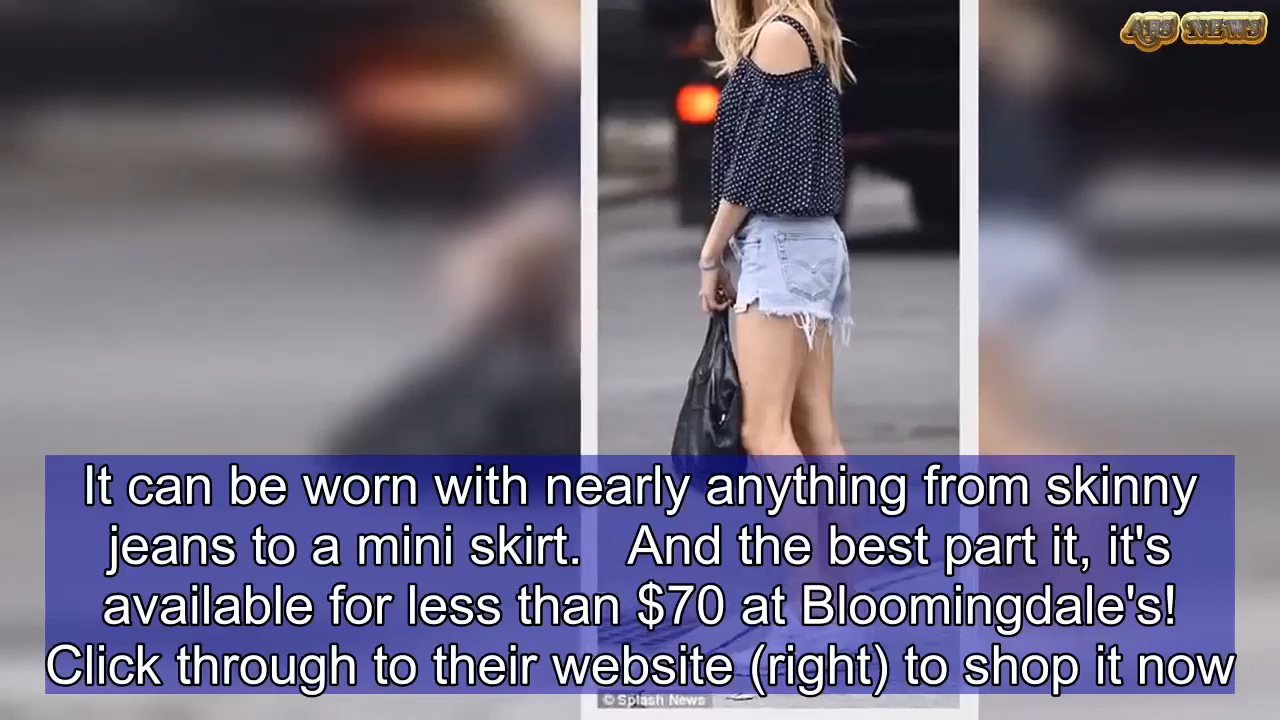 ABS NEWS
It can be worn with nearly anything from skinny
jeans to a mini skirt. And the best part it, it's
available for less than $70 at Bloomingdale's!
Click through to their website (right) to shop it now
© Splash News